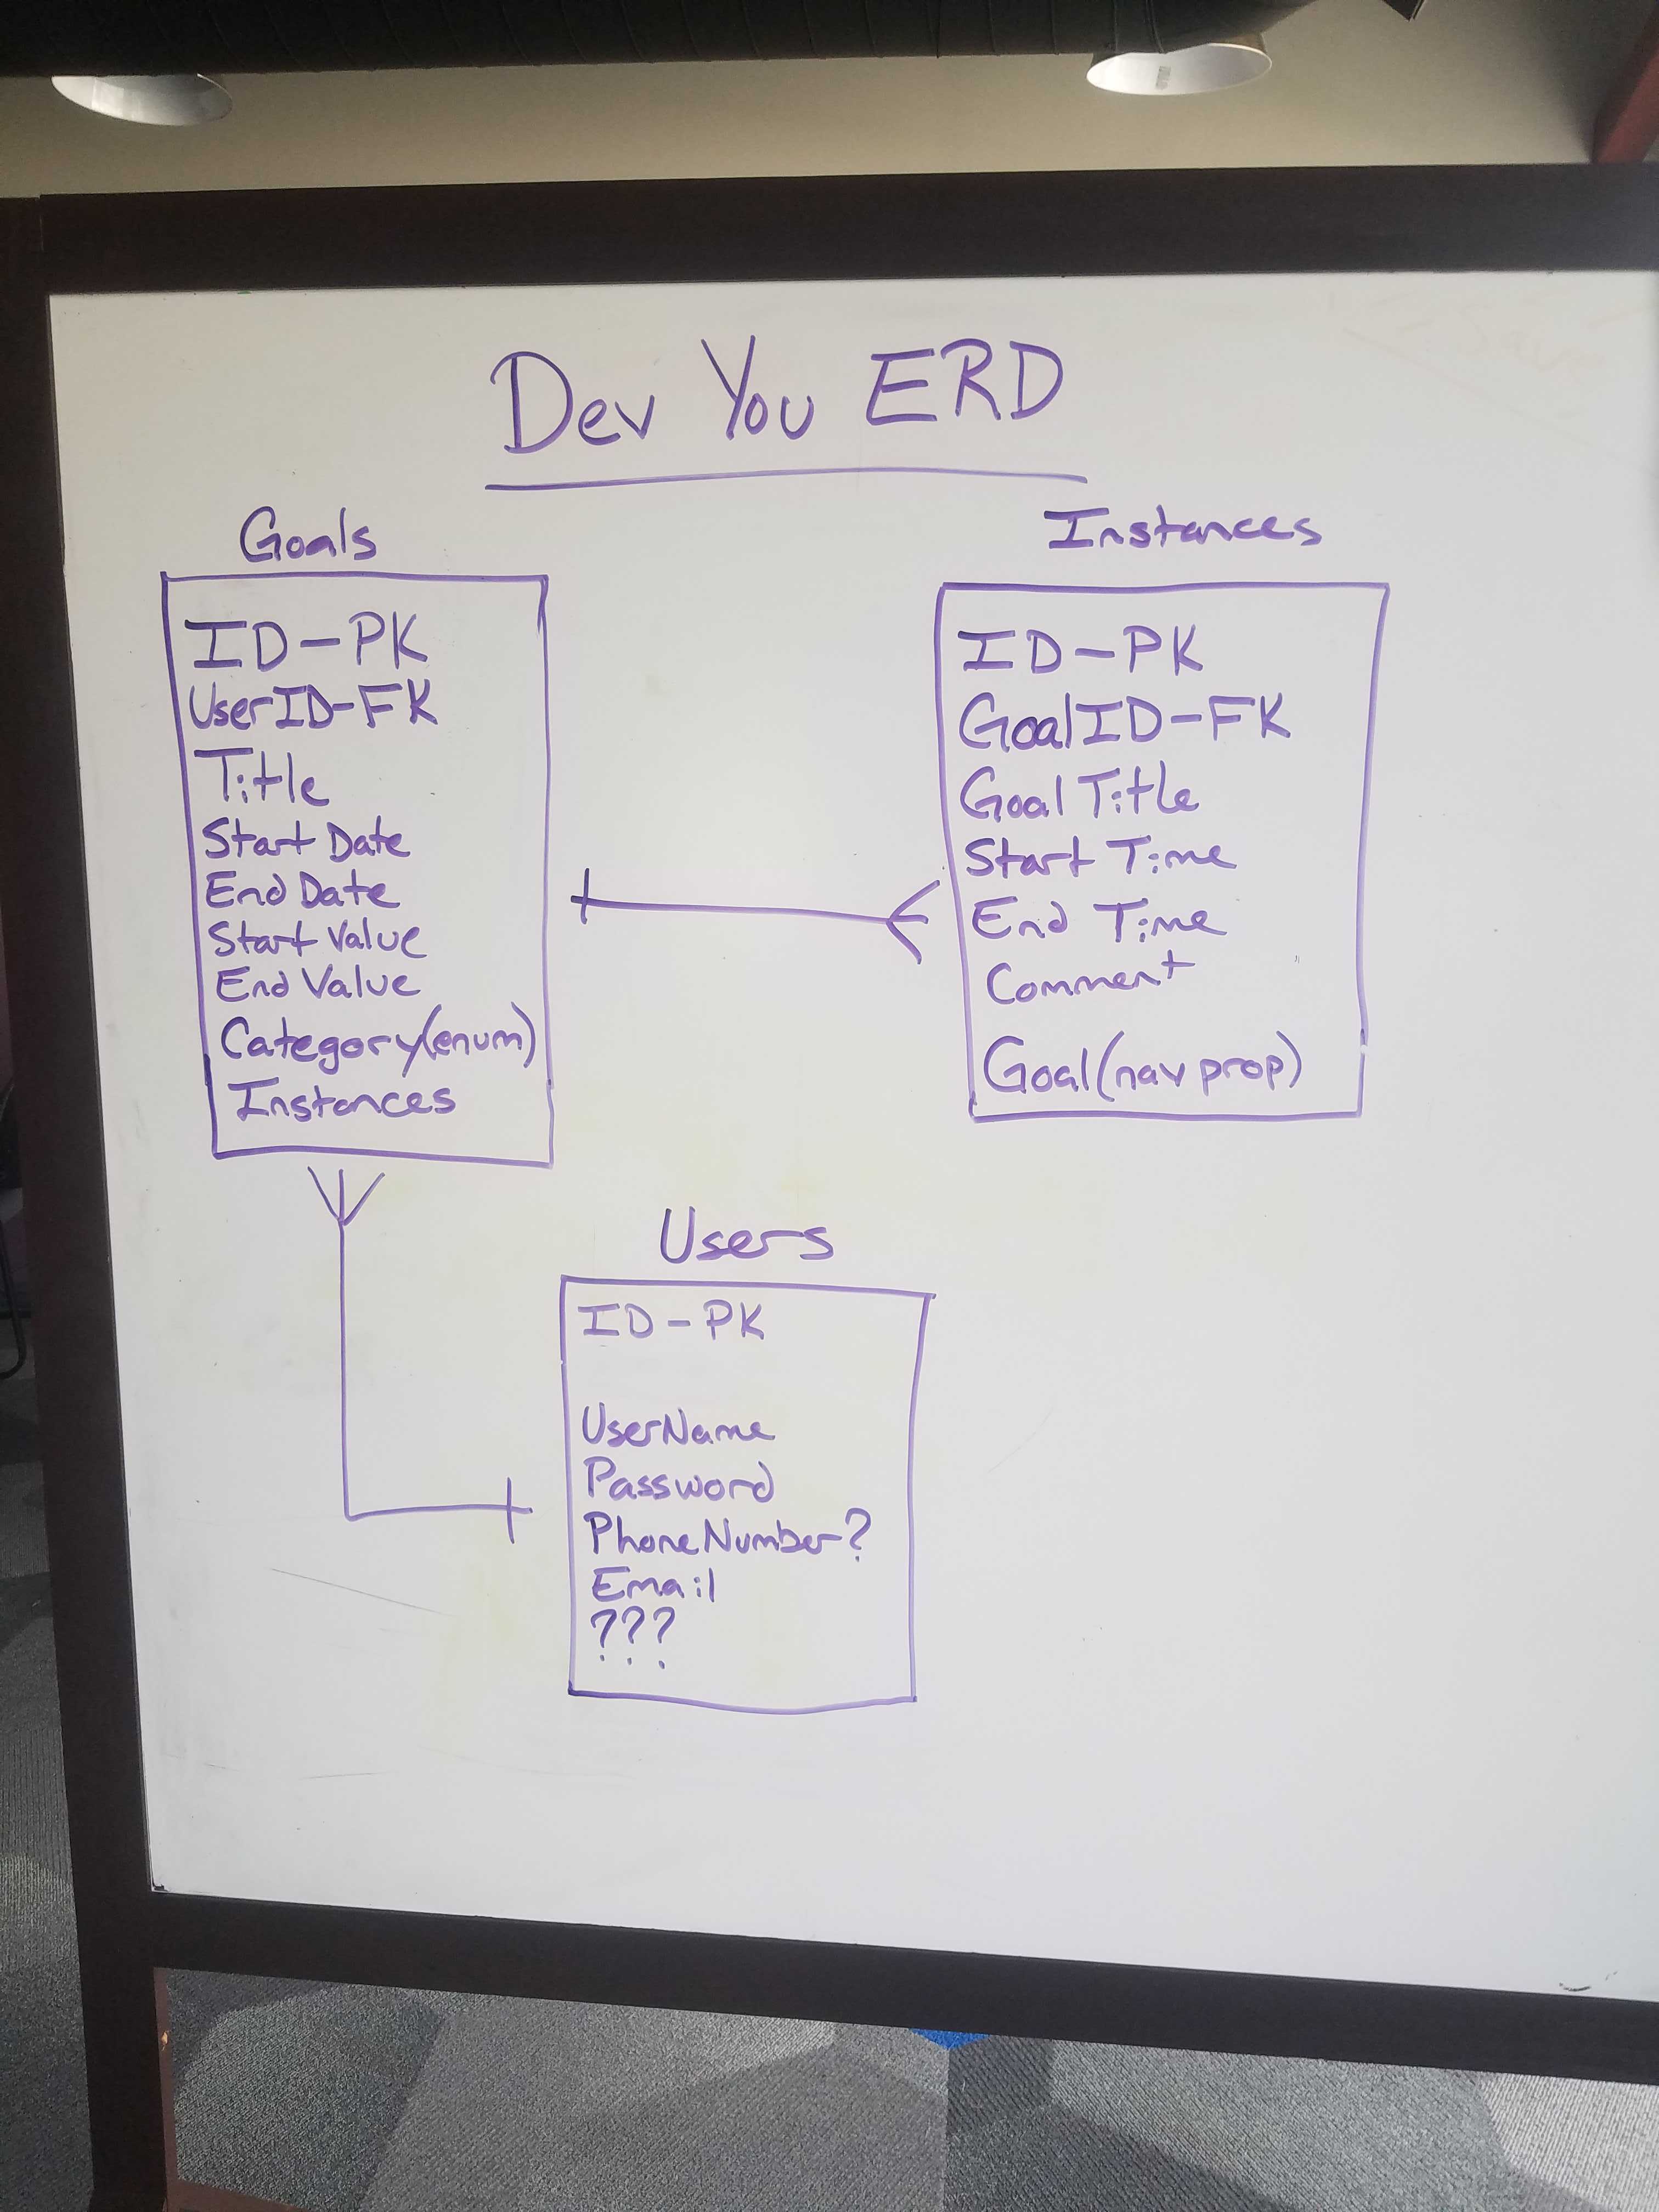 Dev You ERD
Goals
ID-PK
UserID-FK
Title
Start Date
End Date
Start Value
End Value
Category(enum)
Instances
Instances
ID-PK
GoalID-FK
Goal Title
Start Time
End Time
Comment
Goal(nav prop)
Users
ID-PK
UserName
Password
PhoneNumber?
Email
???